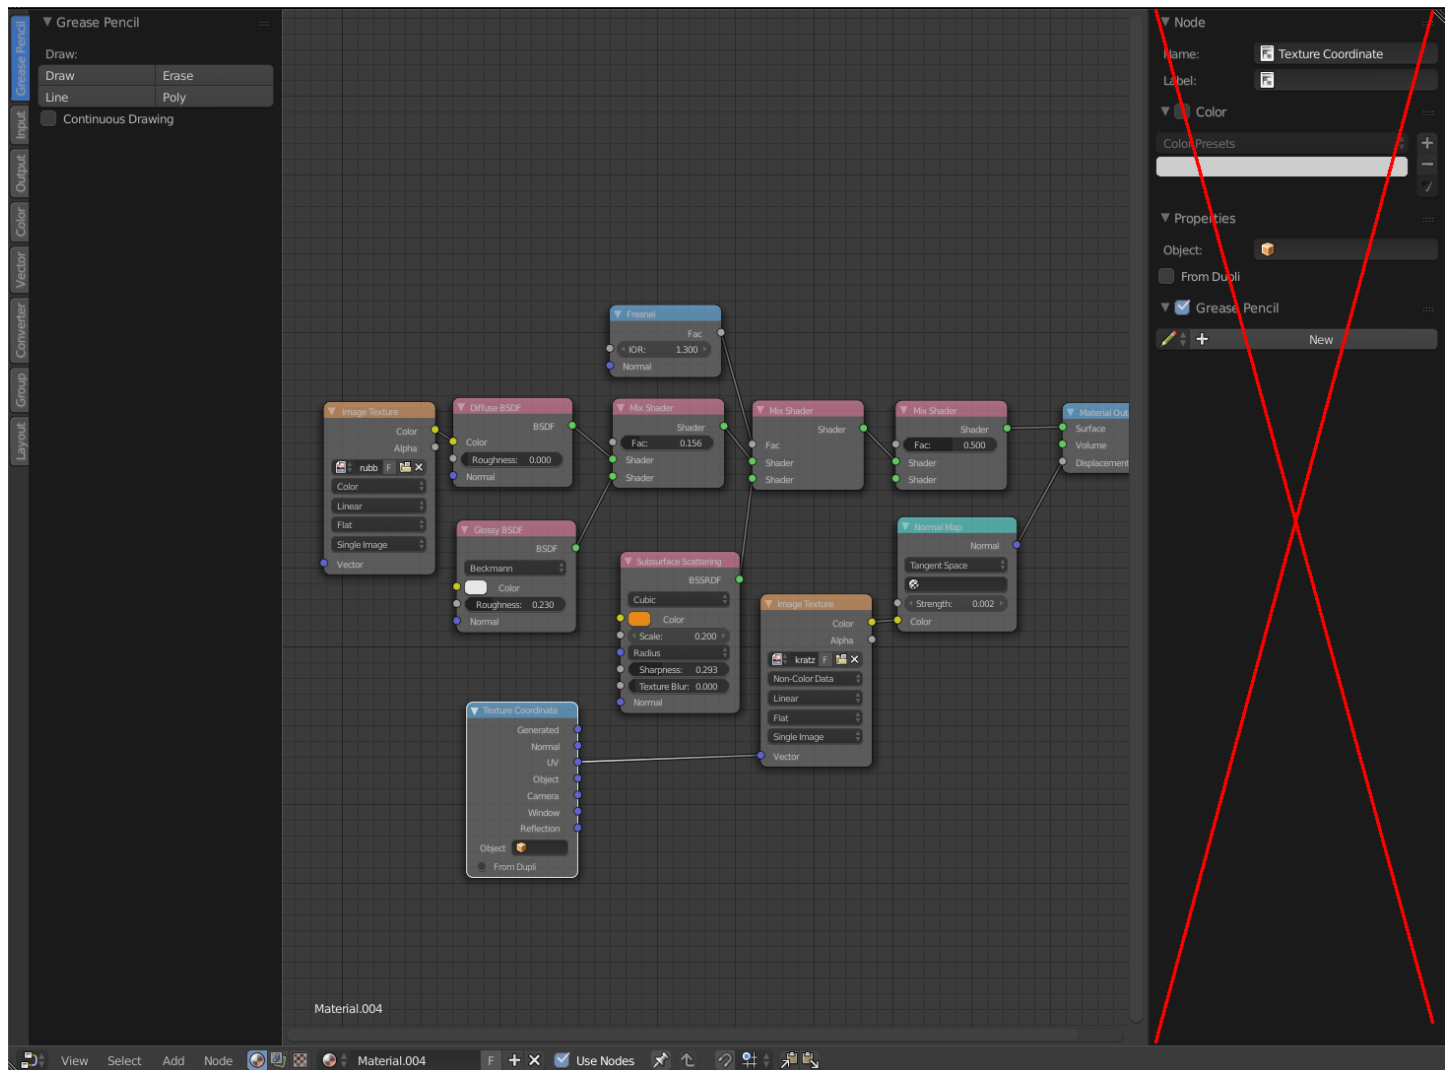 Grease Pencil
Draw:
Draw Erase
Line Poly
Continuous Drawing
Grease Pencil
Input
Output
Color
Vector
Converter
Group
Layout
Fresnel
Fac
IOR: 1.300
Normal
Image Texture
Color
Alpha
rubb F
Color
Linear
Flat
Single Image
Vector
Diffuse BSDF
BSDF
Color
Roughness: 0.000
Normal
Mix Shader
Shader
Fac: 0.156
Shader
Shader
Mix Shader
Shader
Fac
Shader
Shader
Mix Shader
Shader
Fac: 0.500
Shader
Shader
Material Out
Surface
Volume
Displacement
Glossy BSDF
BSDF
Beckmann
Color
Roughness: 0.230
Normal
Subsurface Scattering
BSSRDF
Cubic
Color
Scale: 0.200
Radius
Sharpness: 0.293
Texture Blur: 0.000
Normal
Image Texture
Color
Alpha
kratz F
Non-Color Data
Linear
Flat
Single Image
Vector
Normal Map
Normal
Tangent Space
Strength: 0.002
Color
Texture Coordinate
Generated
Normal
UV
Object
Camera
Window
Reflection
Object
From Dupli
Material.004
Node
Name: Texture Coordinate
Label:
Color
Color Presets
Properties
Object:
From Dupli
Grease Pencil
New
View Select Add Node Material.004 F Use Nodes